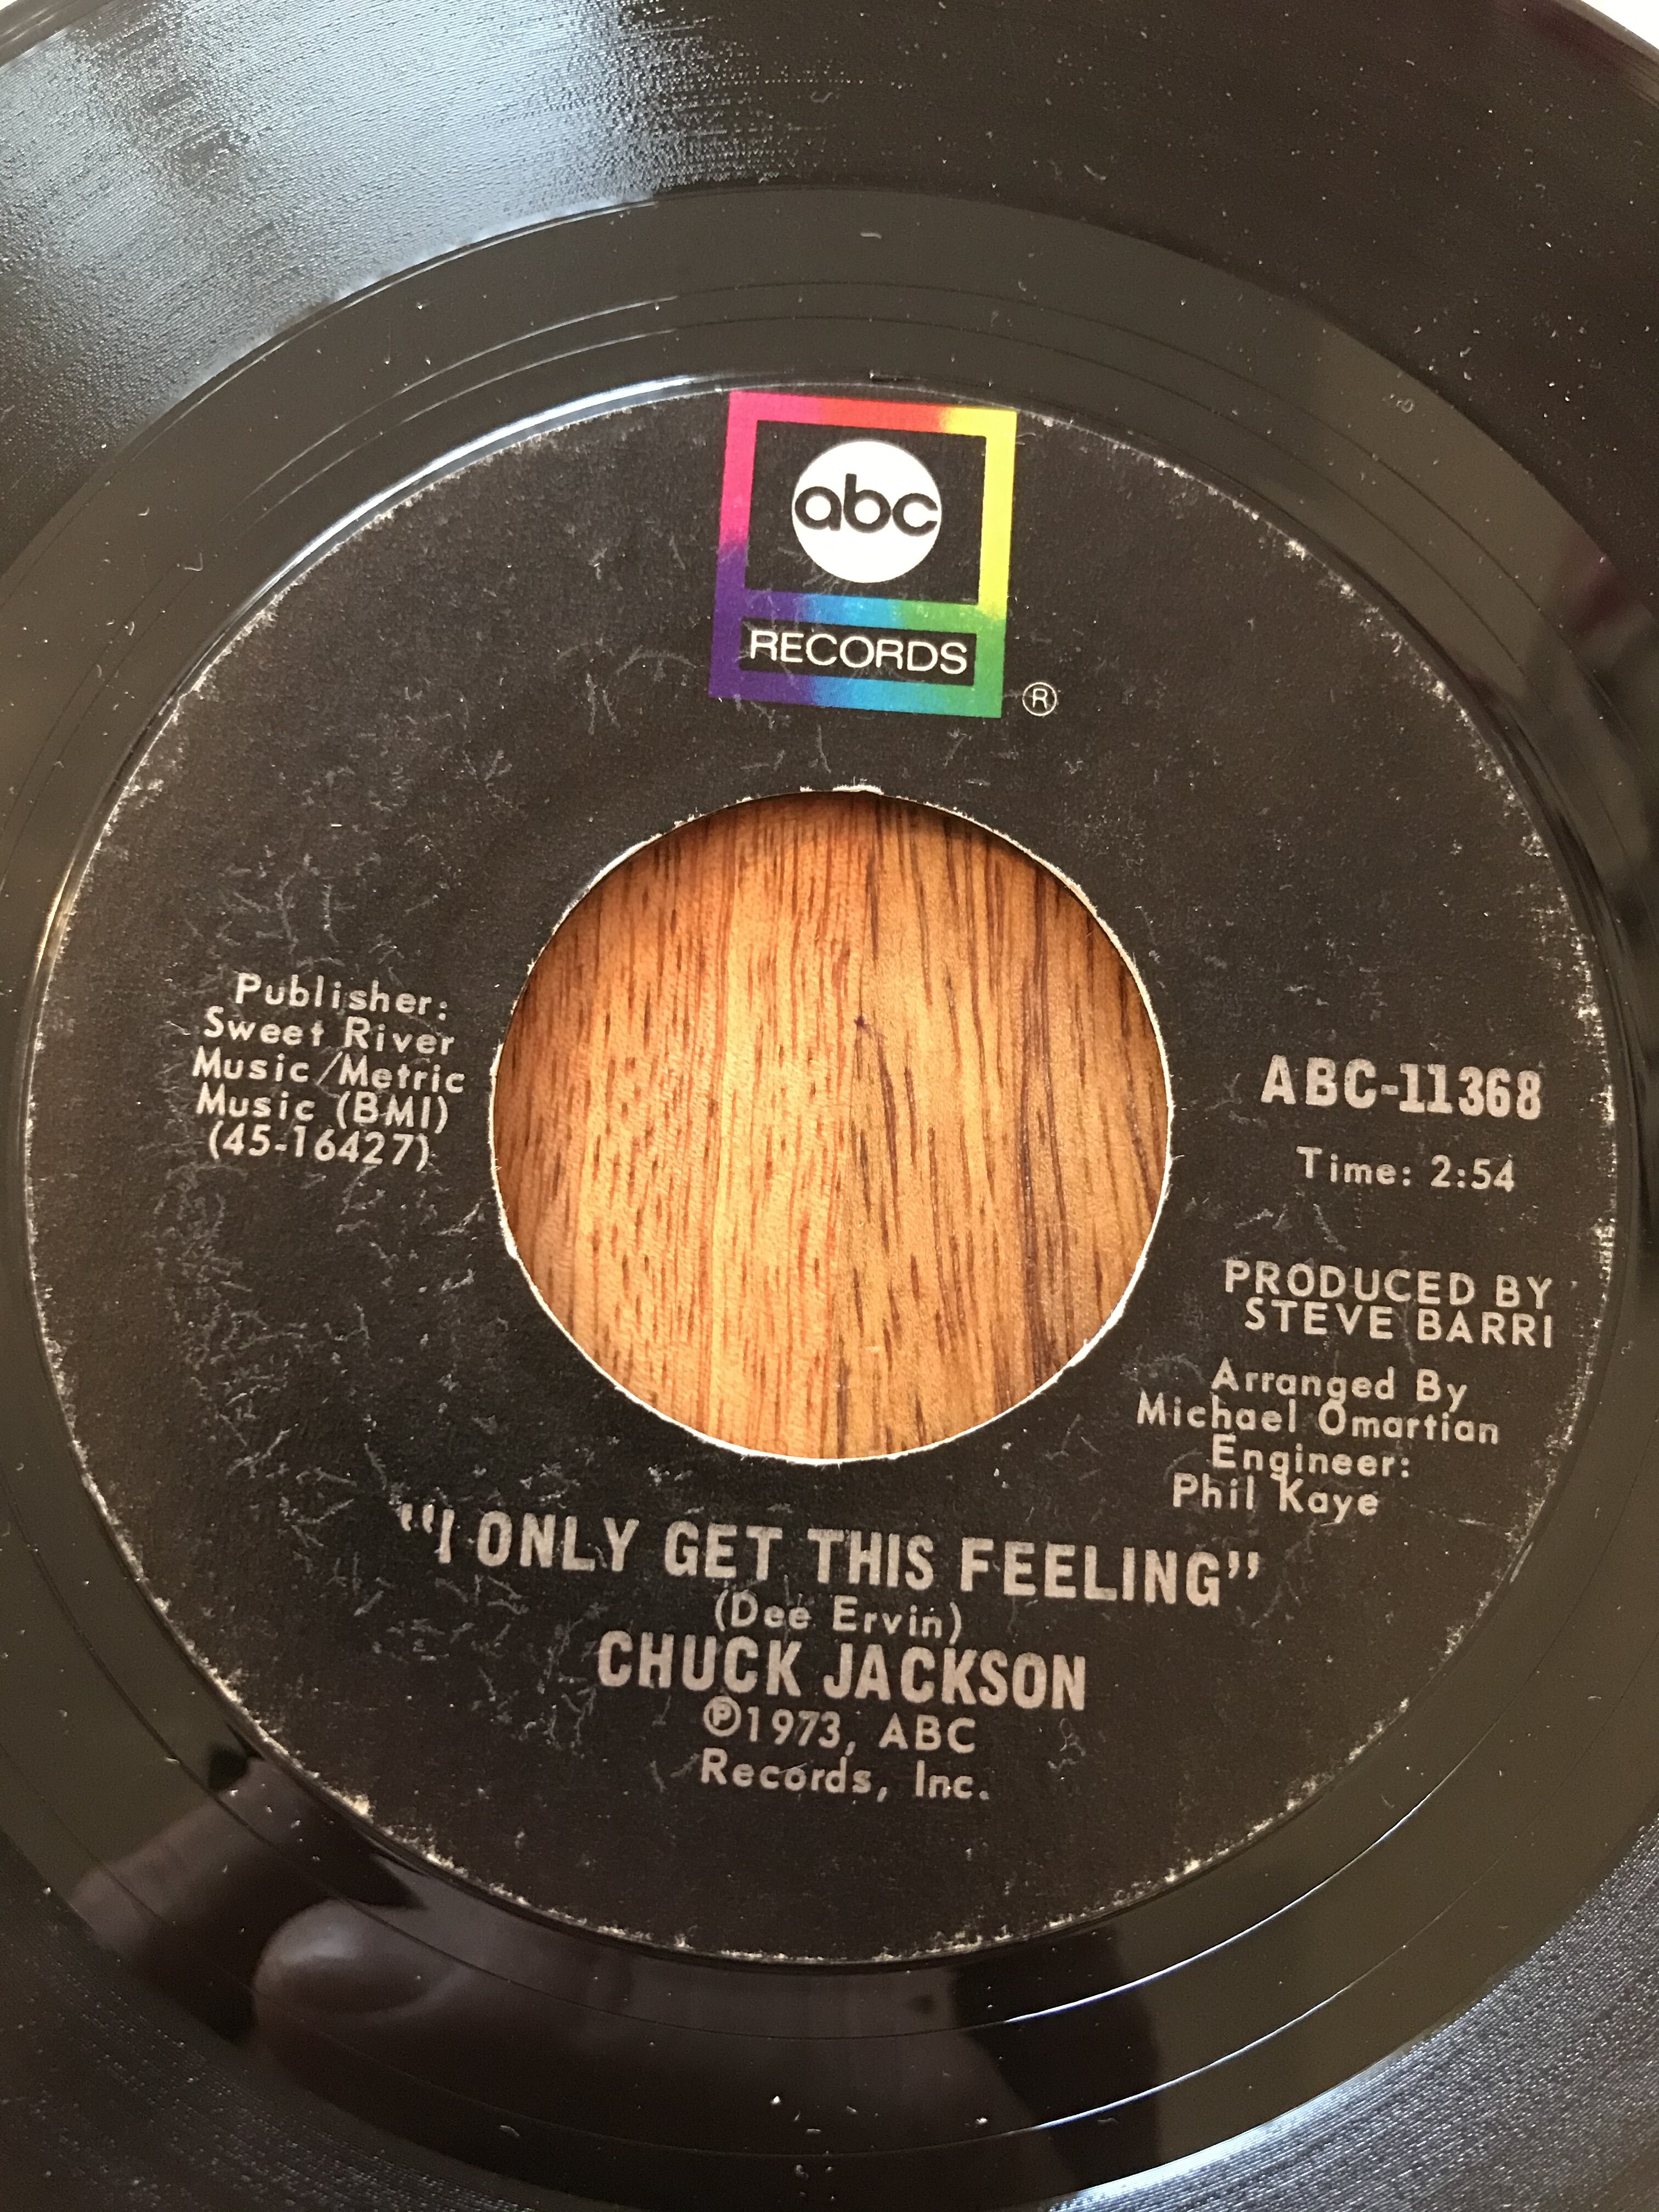 abc
RECORDS
®
Publisher:
Sweet River
Music/Metric
Music (BMI)
(45-16427)
ABC-11368
Time: 2:54
PRODUCED BY
STEVE BARRI
Arranged By
Michael Omartian
Engineer:
Phil Kaye
"I ONLY GET THIS FEELING"
(Dee Ervin)
CHUCK JACKSON
℗1973, ABC
Records, Inc.